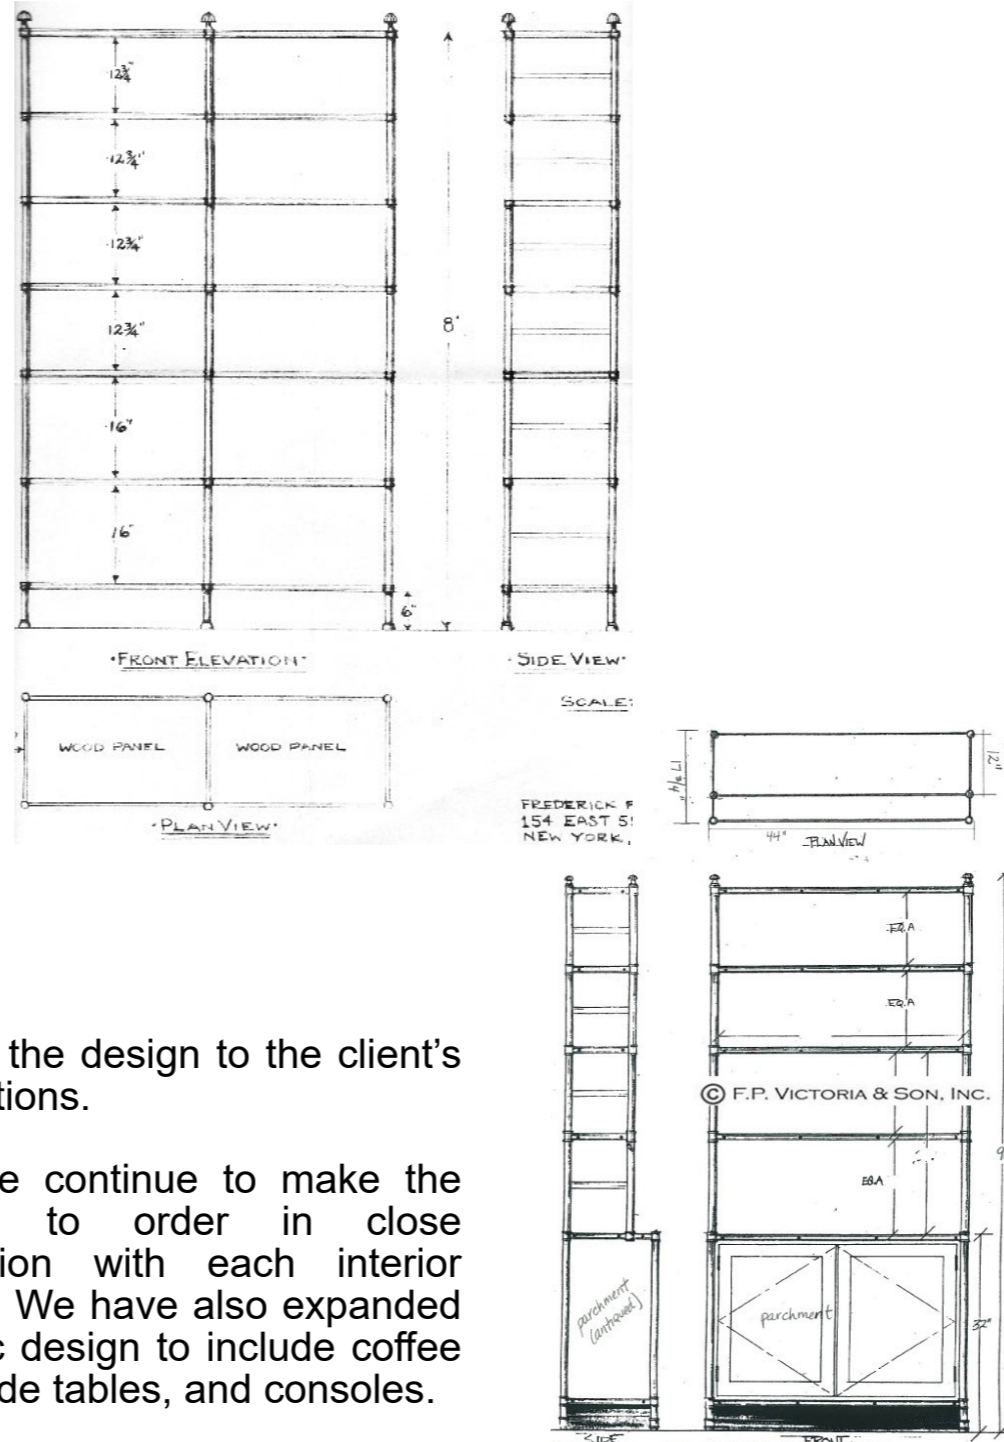 12¾"
12¾"
12¾"
12¾"
16"
16"
6"
8'
·FRONT ELEVATION·
·SIDE VIEW·
SCALE:
WOOD PANEL WOOD PANEL
·PLAN VIEW·
FREDERICK
154 EAST
NEW YORK,
17 3/4"
12"
44"
PLAN VIEW
EQ.A
EQ.A
© F.P. VICTORIA & SON, INC.
EQ.A
parchment
(antiqued)
parchment
32"
SIDE
FRONT
the design to the client's
tions.
e continue to make the
to order in close
ion with each interior
We have also expanded
c design to include coffee
de tables, and consoles.